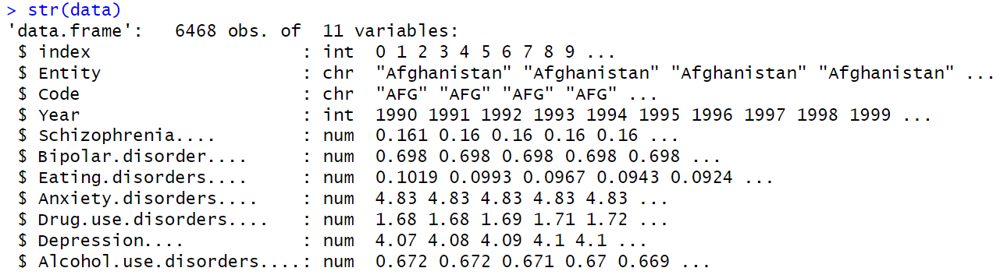 > str(data)
'data.frame':   6468 obs. of  11 variables:
 $ index                     : int  0 1 2 3 4 5 6 7 8 9 ...
 $ Entity                    : chr  "Afghanistan" "Afghanistan" "Afghanistan" "Afghanistan" ...
 $ Code                      : chr  "AFG" "AFG" "AFG" "AFG" ...
 $ Year                      : int  1990 1991 1992 1993 1994 1995 1996 1997 1998 1999 ...
 $ Schizophrenia....         : num  0.161 0.16 0.16 0.16 0.16 ...
 $ Bipolar.disorder....      : num  0.698 0.698 0.698 0.698 0.698 ...
 $ Eating.disorders....      : num  0.1019 0.0993 0.0967 0.0943 0.0924 ...
 $ Anxiety.disorders....     : num  4.83 4.83 4.83 4.83 4.83 ...
 $ Drug.use.disorders....    : num  1.68 1.68 1.69 1.71 1.72 ...
 $ Depression....            : num  4.07 4.08 4.09 4.1 4.1 ...
 $ Alcohol.use.disorders.... : num  0.672 0.672 0.671 0.67 0.669 ...